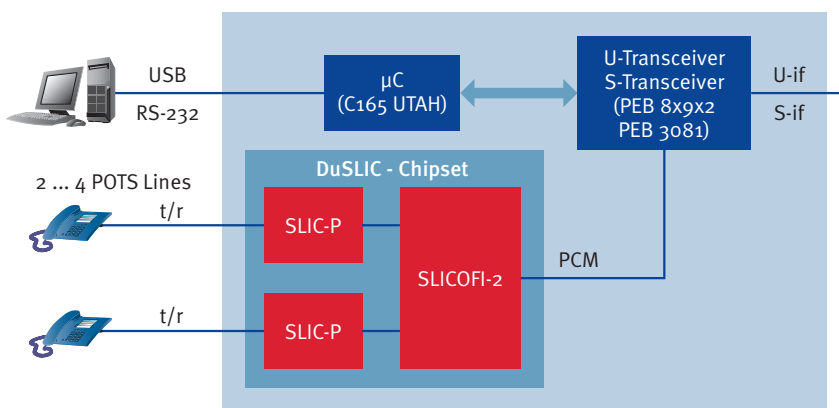 USB
RS-232
µC
(C165 UTAH)
U-Transceiver
S-Transceiver
(PEB 8x9x2
PEB 3081)
U-if
S-if
DuSLIC - Chipset
2 ... 4 POTS Lines
t/r
SLIC-P
SLICOFI-2
PCM
t/r
SLIC-P